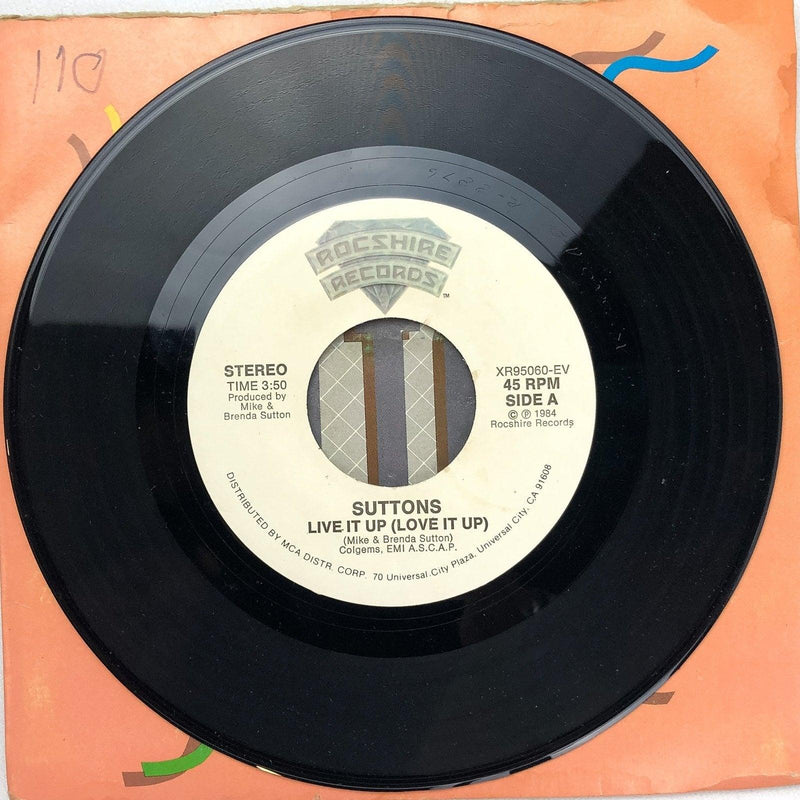 110
ROCSHIRE
RECORDS
TM
STEREO
TIME 3:50
Produced by
Mike &
Brenda Sutton
XR95060-EV
45 RPM
SIDE A
© ℗ 1984
Rocshire Records
SUTTONS
LIVE IT UP (LOVE IT UP)
(Mike & Brenda Sutton)
Colgems, EMI A.S.C.A.P.
DISTRIBUTED BY MCA DISTR. CORP. 70 Universal City Plaza, Universal City, CA 91608